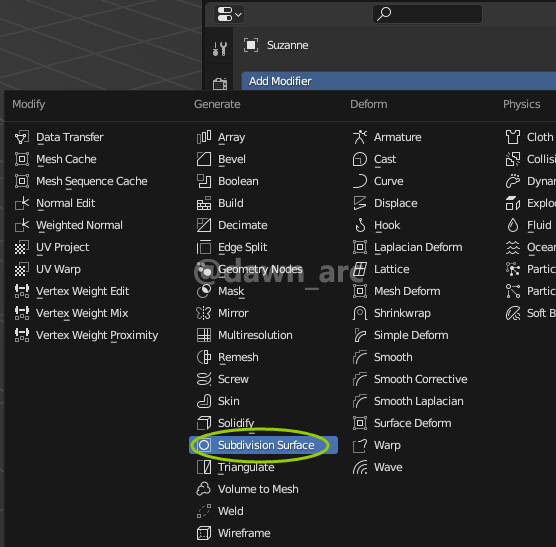 Suzanne
Add Modifier
Modify
Data Transfer
Mesh Cache
Mesh Sequence Cache
Normal Edit
Weighted Normal
UV Project
UV Warp
Vertex Weight Edit
Vertex Weight Mix
Vertex Weight Proximity
Generate
Array
Bevel
Boolean
Build
Decimate
Edge Split
Geometry Nodes
Mask
Mirror
Multiresolution
Remesh
Screw
Skin
Solidify
Subdivision Surface
Triangulate
Volume to Mesh
Weld
Wireframe
Deform
Armature
Cast
Curve
Displace
Hook
Laplacian Deform
Lattice
Mesh Deform
Shrinkwrap
Simple Deform
Smooth
Smooth Corrective
Smooth Laplacian
Surface Deform
Warp
Wave
Physics
Cloth
Collisi
Dynar
Explo
Fluid
Ocean
Partic
Partic
Soft B
@dawn_arc